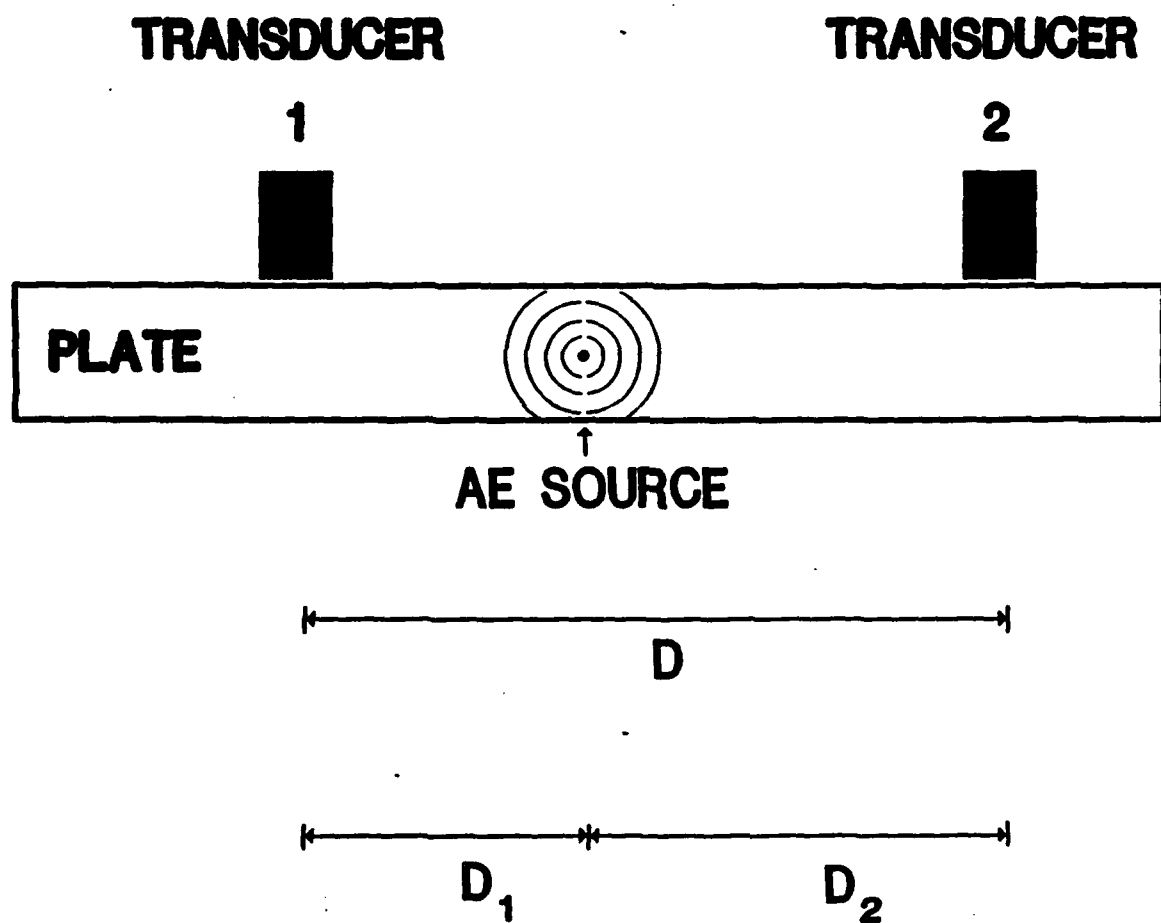 TRANSDUCER TRANSDUCER
1 2
PLATE
AE SOURCE
D
D₁ D₂